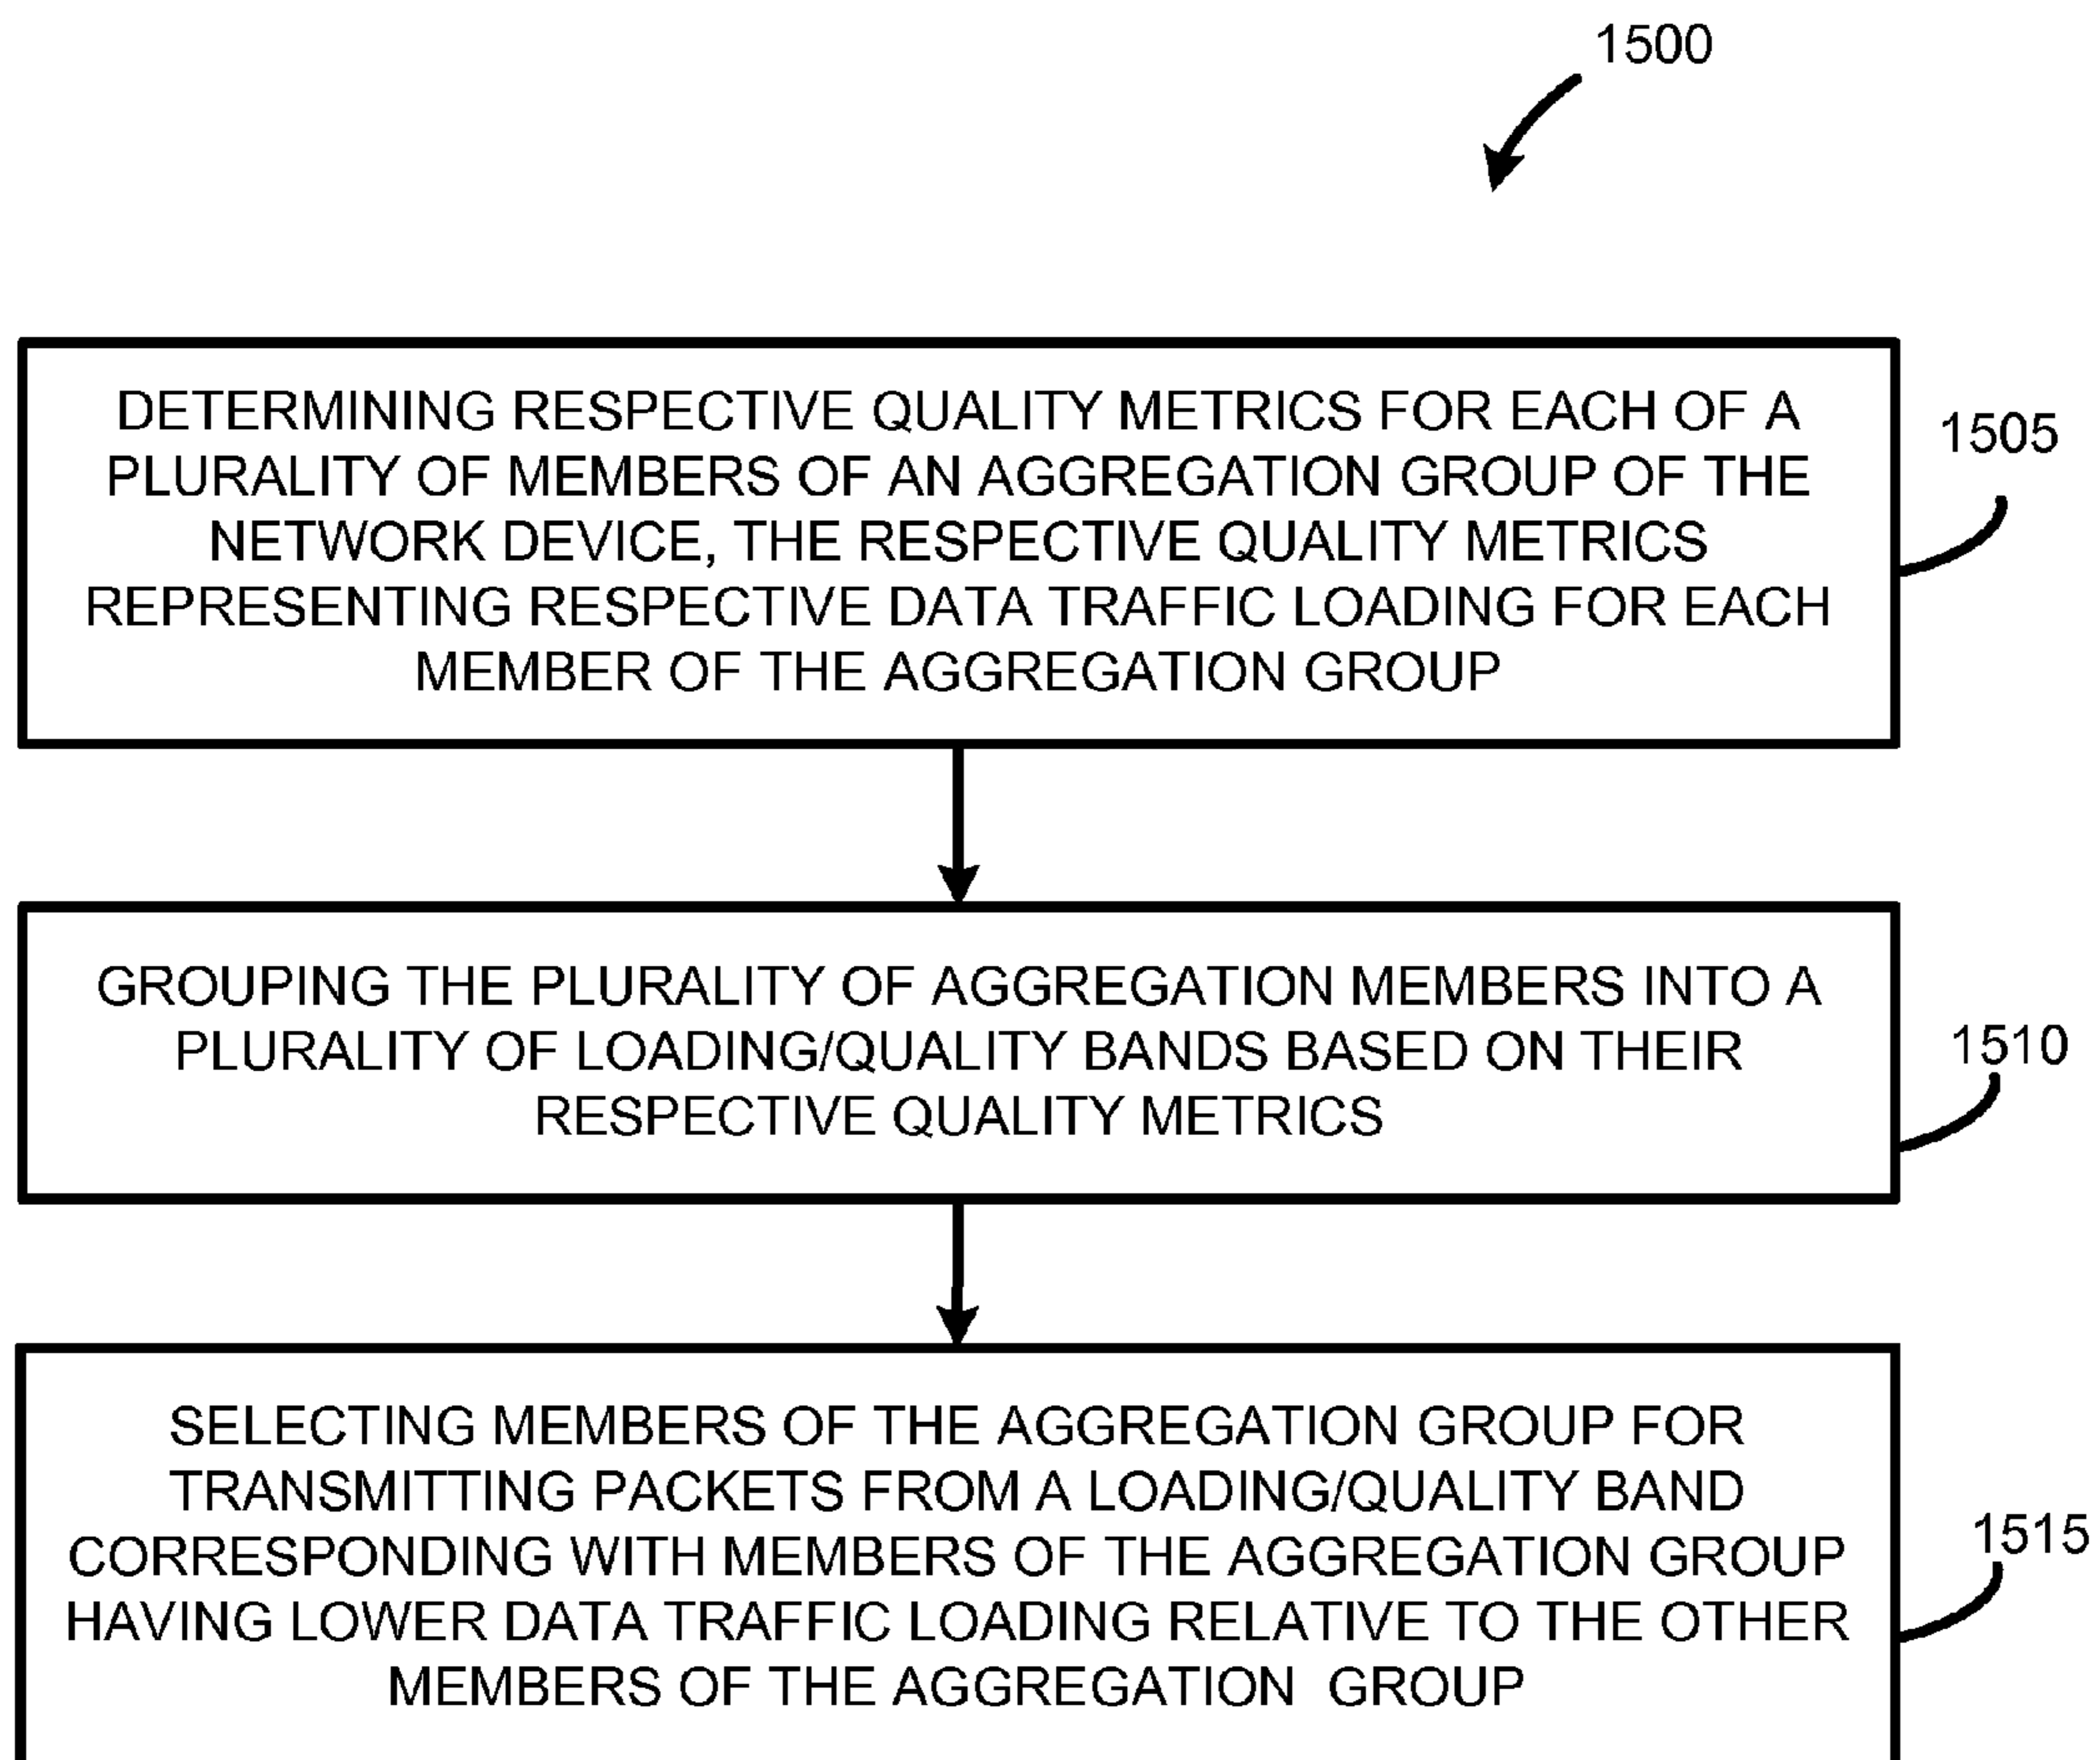 1500
DETERMINING RESPECTIVE QUALITY METRICS FOR EACH OF A
PLURALITY OF MEMBERS OF AN AGGREGATION GROUP OF THE
NETWORK DEVICE, THE RESPECTIVE QUALITY METRICS
REPRESENTING RESPECTIVE DATA TRAFFIC LOADING FOR EACH
MEMBER OF THE AGGREGATION GROUP
1505
GROUPING THE PLURALITY OF AGGREGATION MEMBERS INTO A
PLURALITY OF LOADING/QUALITY BANDS BASED ON THEIR
RESPECTIVE QUALITY METRICS
1510
SELECTING MEMBERS OF THE AGGREGATION GROUP FOR
TRANSMITTING PACKETS FROM A LOADING/QUALITY BAND
CORRESPONDING WITH MEMBERS OF THE AGGREGATION GROUP
HAVING LOWER DATA TRAFFIC LOADING RELATIVE TO THE OTHER
MEMBERS OF THE AGGREGATION GROUP
1515